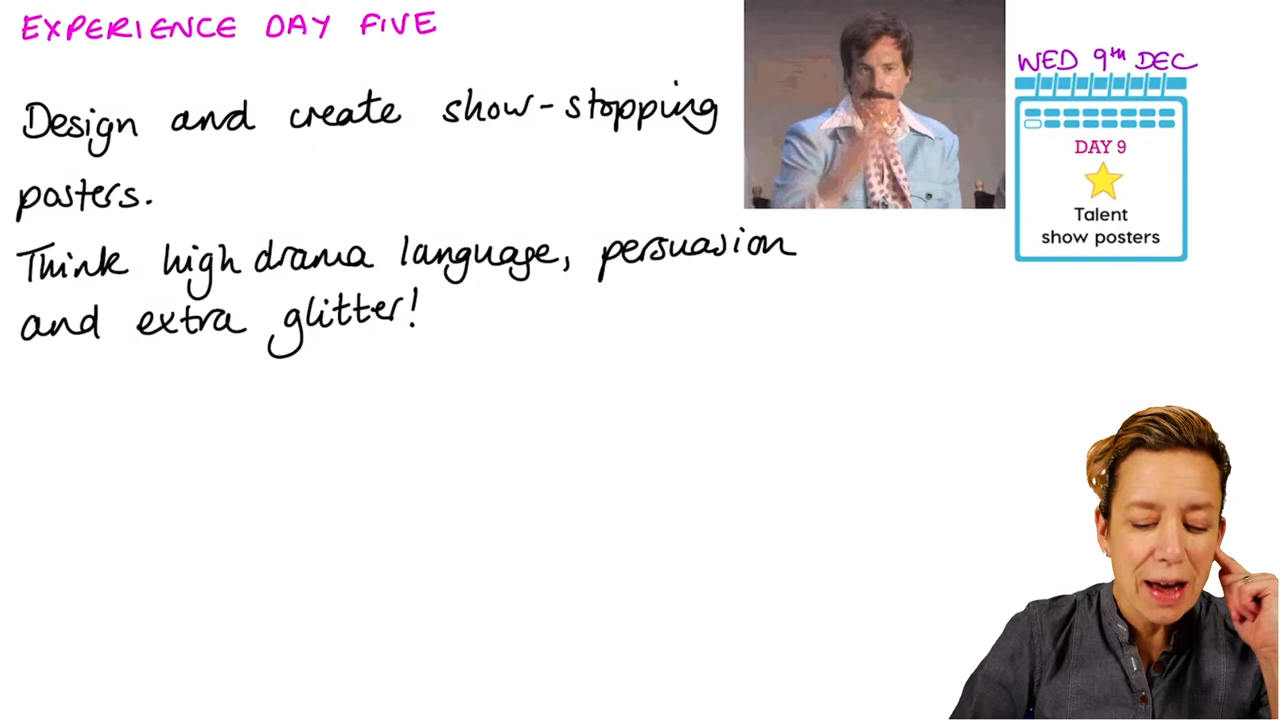 EXPERIENCE DAY FIVE
Design and create show-stopping
posters.
Think high drama language, persuasion
and extra glitter!
WED 9th DEC
DAY 9
Talent
show posters